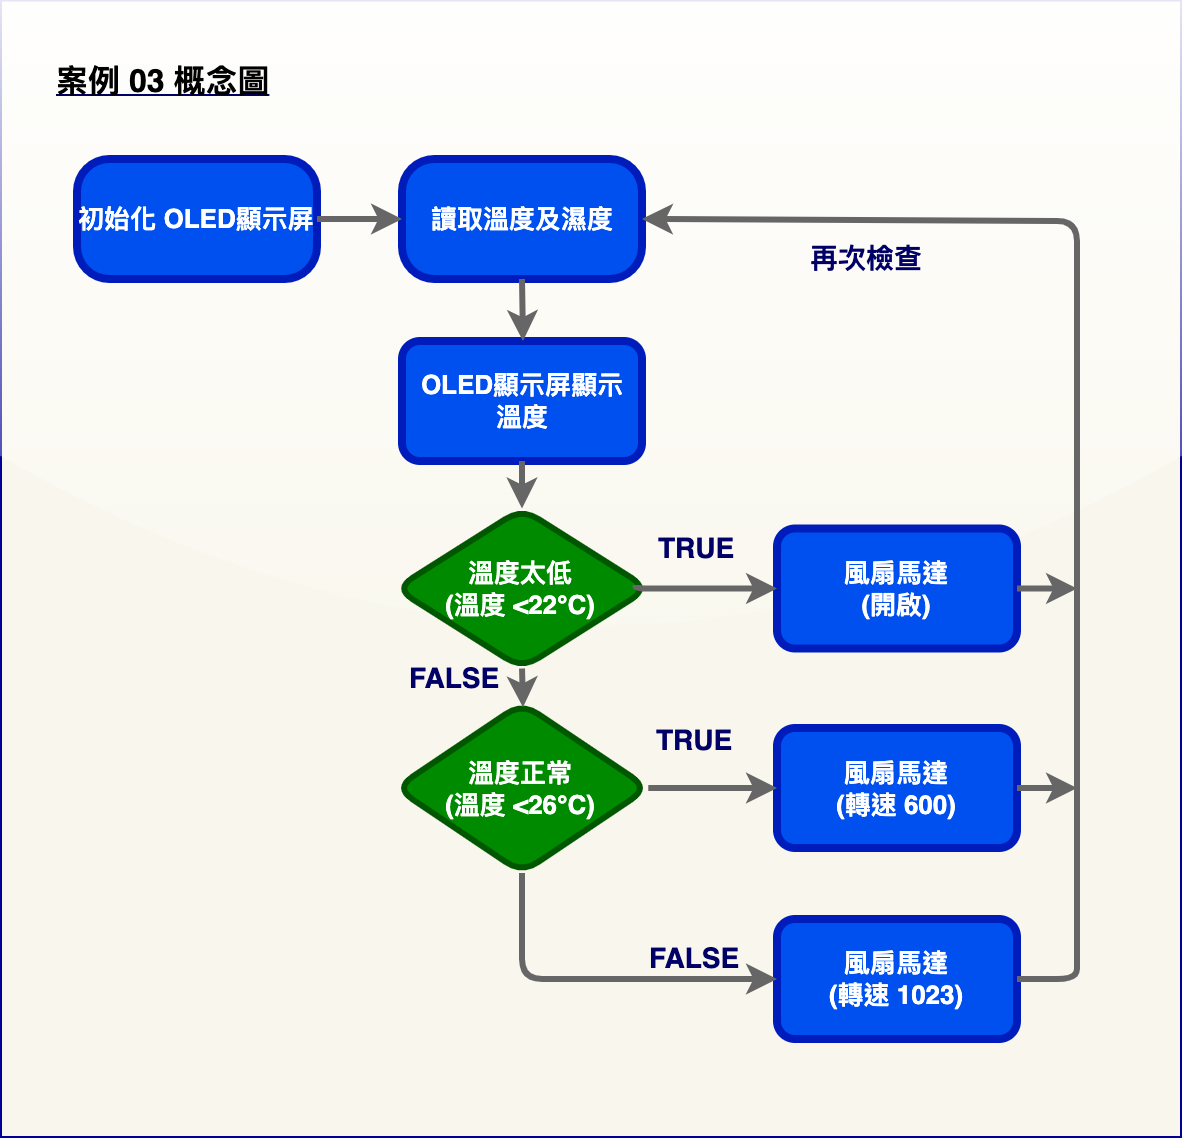 案例 03 概念圖
初始化 OLED顯示屏
讀取溫度及濕度
再次檢查
OLED顯示屏顯示
溫度
溫度太低
(溫度 <22°C)
TRUE
風扇馬達
(開啟)
FALSE
溫度正常
(溫度 <26°C)
TRUE
風扇馬達
(轉速 600)
FALSE
風扇馬達
(轉速 1023)